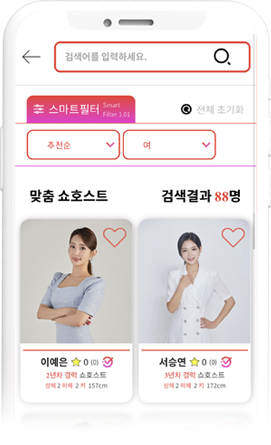 검색어를 입력하세요.
스마트필터 Smart Filter 1.01
전체 초기화
추천순 여
맞춤 쇼호스트 검색결과 88명
이예은 0 (0)
2년차 경력 쇼호스트
상체 2 하체 2 키 157cm
서승연 0 (0)
3년차 경력 쇼호스트
상체 2 하체 2 키 172cm